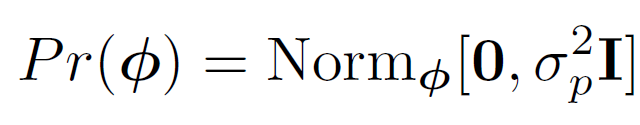 Pr(𝛟) = Norm_𝛟[𝟎, σ_p^2 𝐈]